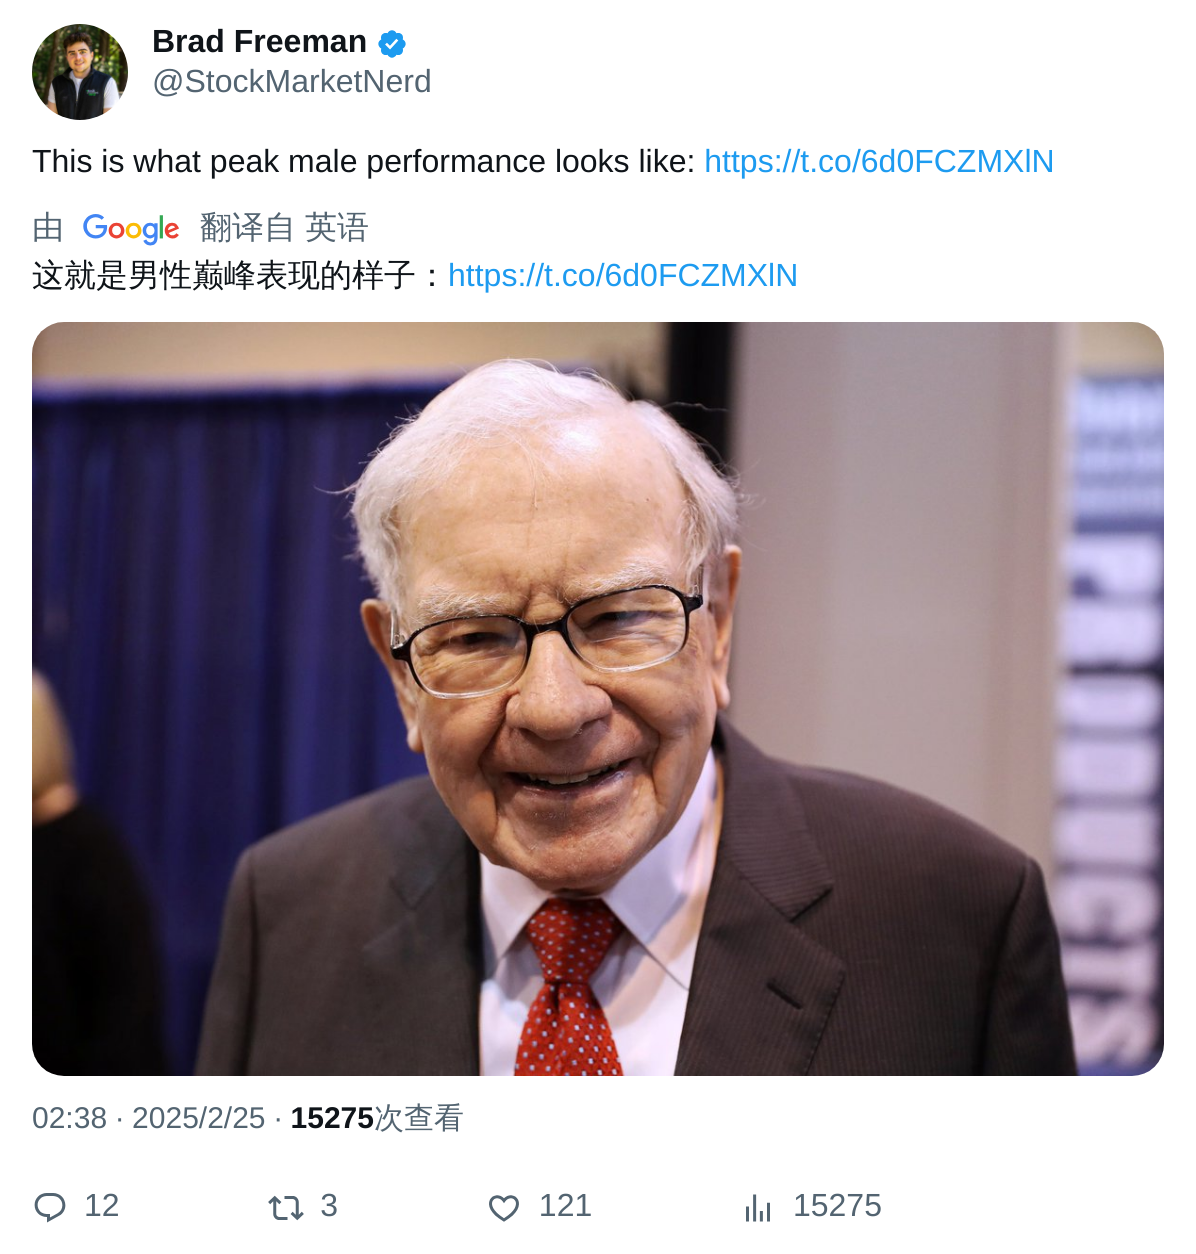 Brad Freeman
@StockMarketNerd
This is what peak male performance looks like: https://t.co/6d0FCZMXlN
由 Google 翻译自 英语
这就是男性巅峰表现的样子：https://t.co/6d0FCZMXlN
PRODUCTS
02:38 · 2025/2/25 · 15275次查看
12 3 121 15275